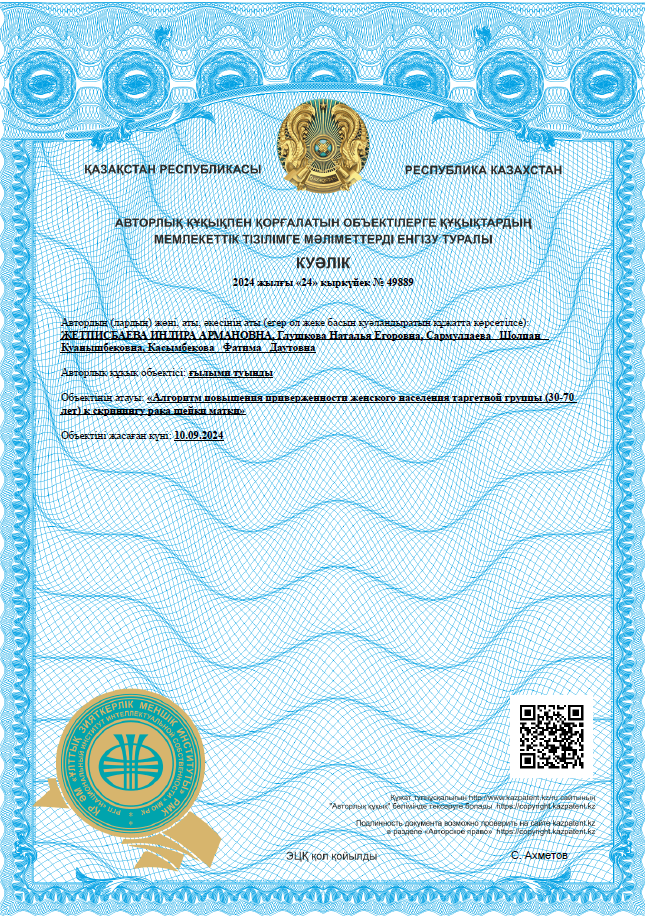 ҚАЗАҚСТАН РЕСПУБЛИКАСЫ
РЕСПУБЛИКА КАЗАХСТАН
АВТОРЛЫҚ ҚҰҚЫҚПЕН ҚОРҒАЛАТЫН ОБЪЕКТІЛЕРГЕ ҚҰҚЫҚТАРДЫҢ
МЕМЛЕКЕТТІК ТІЗІЛІМГЕ МӘЛІМЕТТЕРДІ ЕНГІЗУ ТУРАЛЫ
КУӘЛІК
2024 жылғы «24» қыркүйек № 49889
Автордың (лардың) жөні, аты, әкесінің аты (егер ол жеке басын куәландыратын құжатта көрсетілсе):
ЖЕТПИСБАЕВА ИНДИРА АРМАНОВНА, Глушкова Наталья Егоровна, Сармулдаева Шолпан
Қуанышбековна, Касымбекова Фатима Даутовна
Авторлық құқық объектісі: ғылыми туынды
Объектінің атауы: «Алгоритм повышения приверженности женского населения таргетной группы (30-70
лет) к скринингу рака шейки матки»
Объектіні жасаған күні: 10.09.2024
Құжат түпнұсқалығын http://www.kazpatent.kz/ru сайтының
"Авторлық құқық" бөлімінде тексеруге болады https://copyright.kazpatent.kz
Подлинность документа возможно проверить на сайте kazpatent.kz
в разделе «Авторское право» https://copyright.kazpatent.kz
ЭЦҚ қол қойылды
С. Ахметов